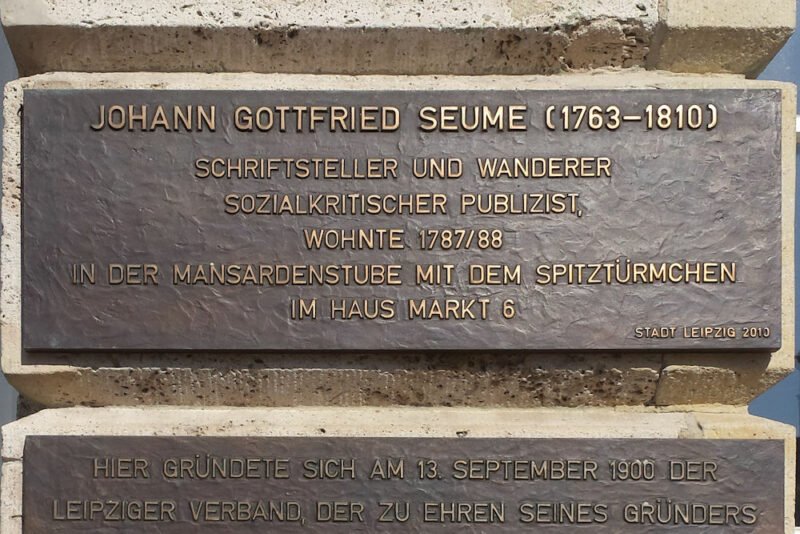 JOHANN GOTTFRIED SEUME (1763–1810)
SCHRIFTSTELLER UND WANDERER
SOZIALKRITISCHER PUBLIZIST,
WOHNTE 1787/88
IN DER MANSARDENSTUBE MIT DEM SPITZTÜRMCHEN
IM HAUS MARKT 6
STADT LEIPZIG 2010
HIER GRÜNDETE SICH AM 13. SEPTEMBER 1900 DER
LEIPZIGER VERBAND, DER ZU EHREN SEINES GRÜNDERS